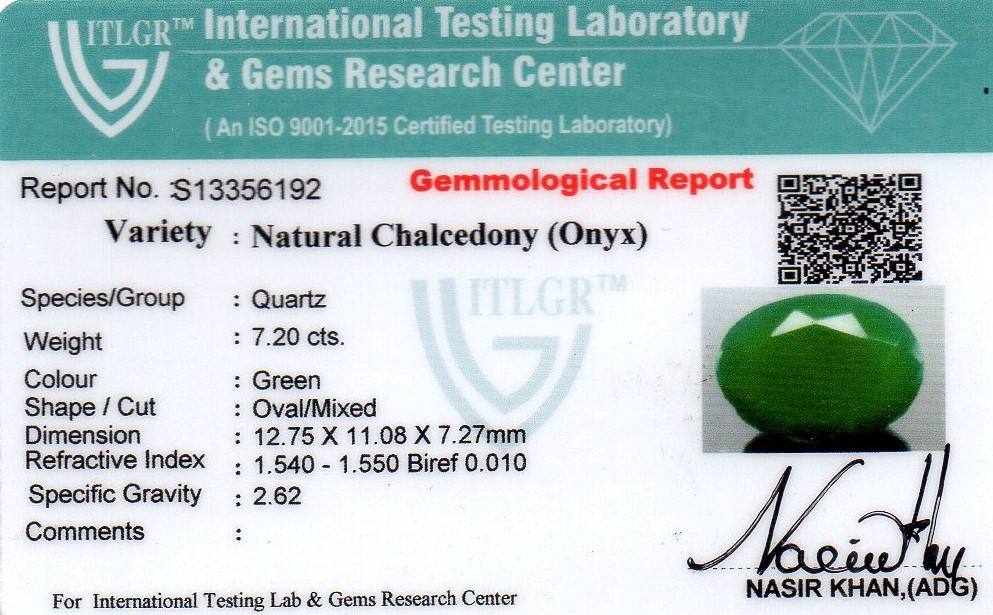 ITLGR™
International Testing Laboratory
& Gems Research Center
( An ISO 9001-2015 Certified Testing Laboratory)
Report No. :S13356192
Gemmological Report
Variety : Natural Chalcedony (Onyx)
ITLGR™
Species/Group : Quartz
Weight : 7.20 cts.
Colour : Green
Shape / Cut : Oval/Mixed
Dimension : 12.75 X 11.08 X 7.27mm
Refractive Index : 1.540 - 1.550 Biref 0.010
Specific Gravity : 2.62
Comments :
NASIR KHAN,(ADG)
For International Testing Lab & Gems Research Center